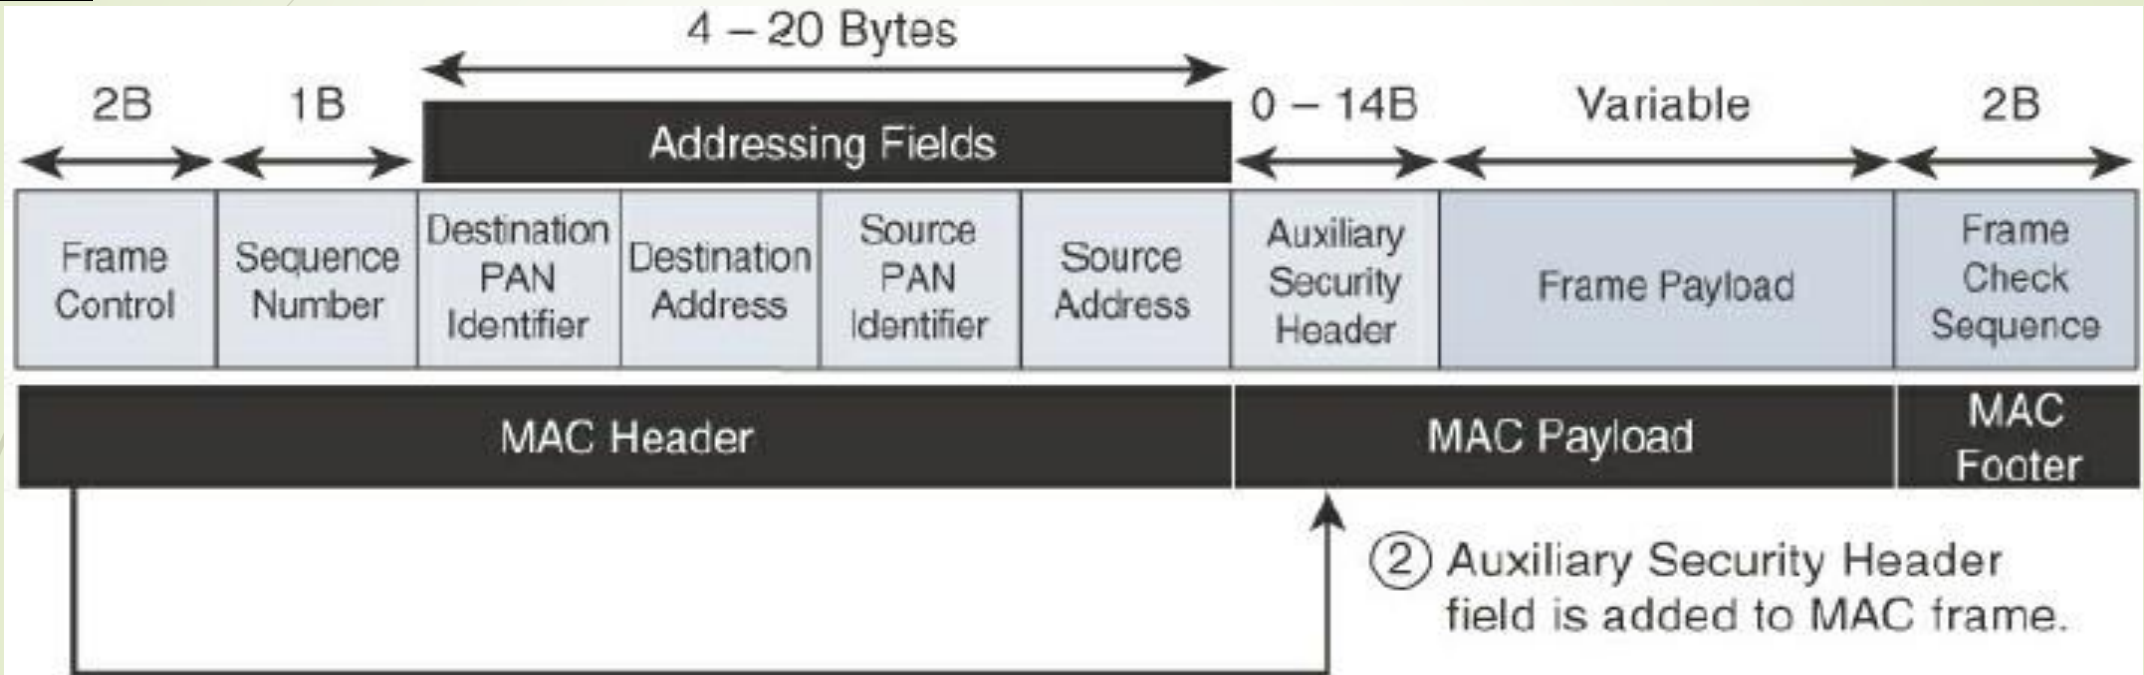 4 – 20 Bytes
2B
1B
Addressing Fields
0 – 14B
Variable
2B
Frame
Control
Sequence
Number
Destination
PAN
Identifier
Destination
Address
Source
PAN
Identifier
Source
Address
Auxiliary
Security
Header
Frame Payload
Frame
Check
Sequence
MAC Header
MAC Payload
MAC
Footer
2 Auxiliary Security Header
field is added to MAC frame.